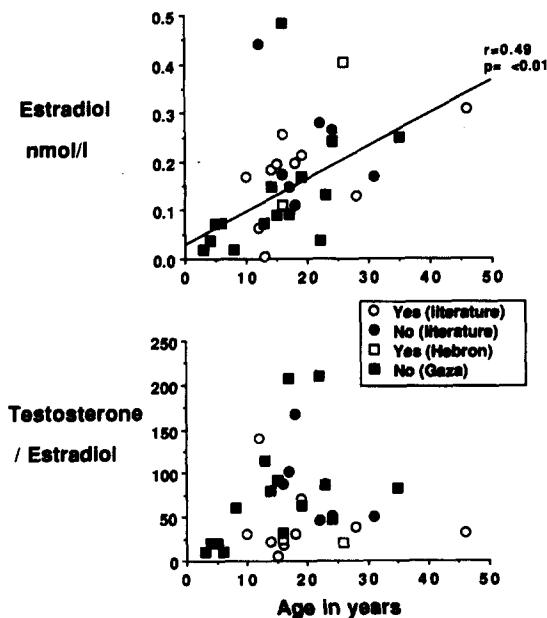 0.5
0.4
0.3
0.2
0.1
0.0
Estradiol
nmol/l
r=0.49
p= <0.01
0 10 20 30 40 50
Yes (literature)
No (literature)
Yes (Hebron)
No (Gaza)
250
200
150
100
50
0
Testosterone
/ Estradiol
0 10 20 30 40 50
Age in years